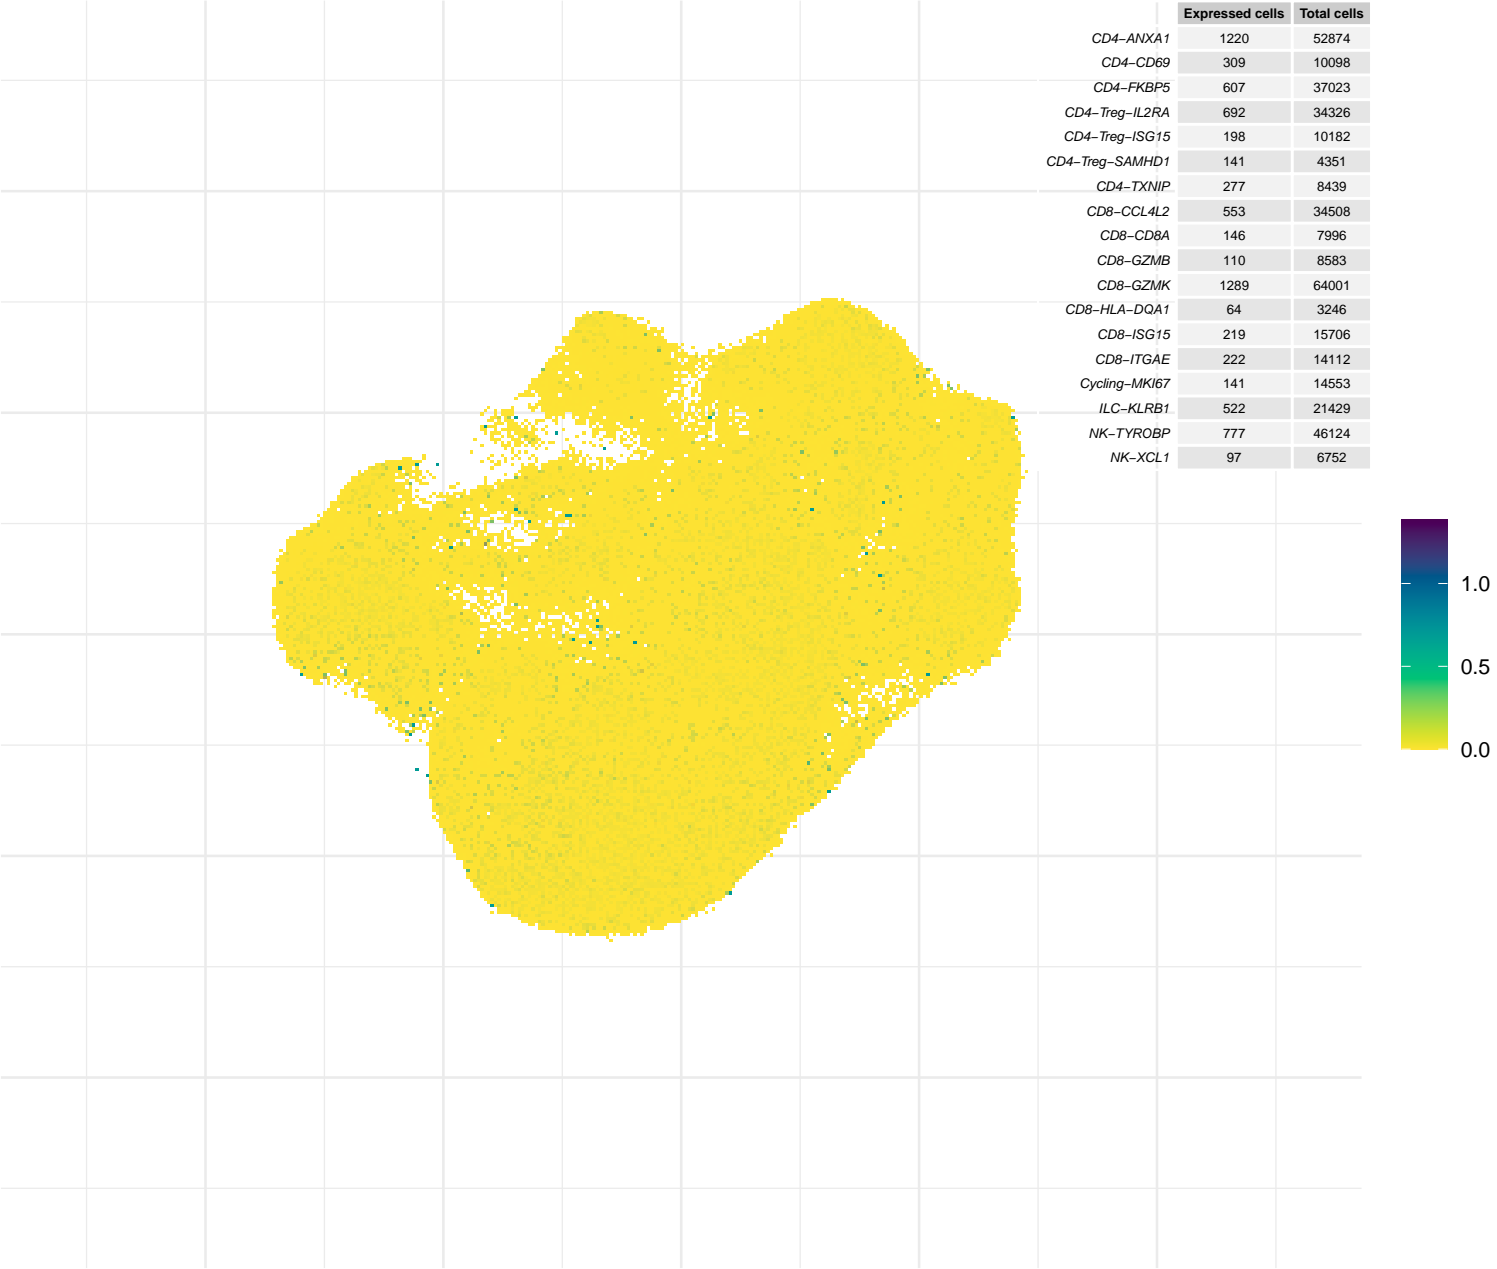 Expressed cells Total cells
CD4−ANXA1 1220 52874
CD4−CD69 309 10098
CD4−FKBP5 607 37023
CD4−Treg−IL2RA 692 34326
CD4−Treg−ISG15 198 10182
CD4−Treg−SAMHD1 141 4351
CD4−TXNIP 277 8439
CD8−CCL4L2 553 34508
CD8−CD8A 146 7996
CD8−GZMB 110 8583
CD8−GZMK 1289 64001
CD8−HLA−DQA1 64 3246
CD8−ISG15 219 15706
CD8−ITGAE 222 14112
Cycling−MKI67 141 14553
ILC−KLRB1 522 21429
NK−TYROBP 777 46124
NK−XCL1 97 6752
1.0
0.5
0.0